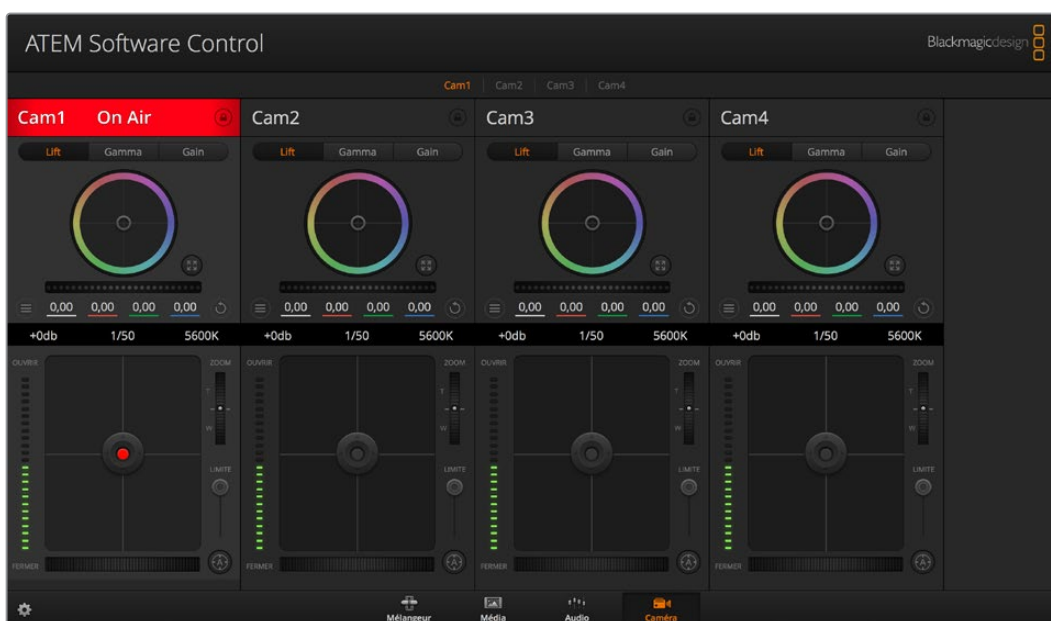 ATEM Software Control
Blackmagicdesign
Cam1 Cam2 Cam3 Cam4
Cam1 On Air Cam2 Cam3 Cam4
Lift Gamma Gain Lift Gamma Gain Lift Gamma Gain Lift Gamma Gain
0,00 0,00 0,00 0,00 0,00 0,00 0,00 0,00 0,00 0,00 0,00 0,00 0,00 0,00 0,00 0,00
+0db 1/50 5600K +0db 1/50 5600K +0db 1/50 5600K +0db 1/50 5600K
OUVRIR ZOOM OUVRIR ZOOM OUVRIR ZOOM OUVRIR ZOOM
T T T T
W W W W
LIMITE LIMITE LIMITE LIMITE
FERMER A FERMER A FERMER A FERMER A
Mélangeur Média Audio Caméra